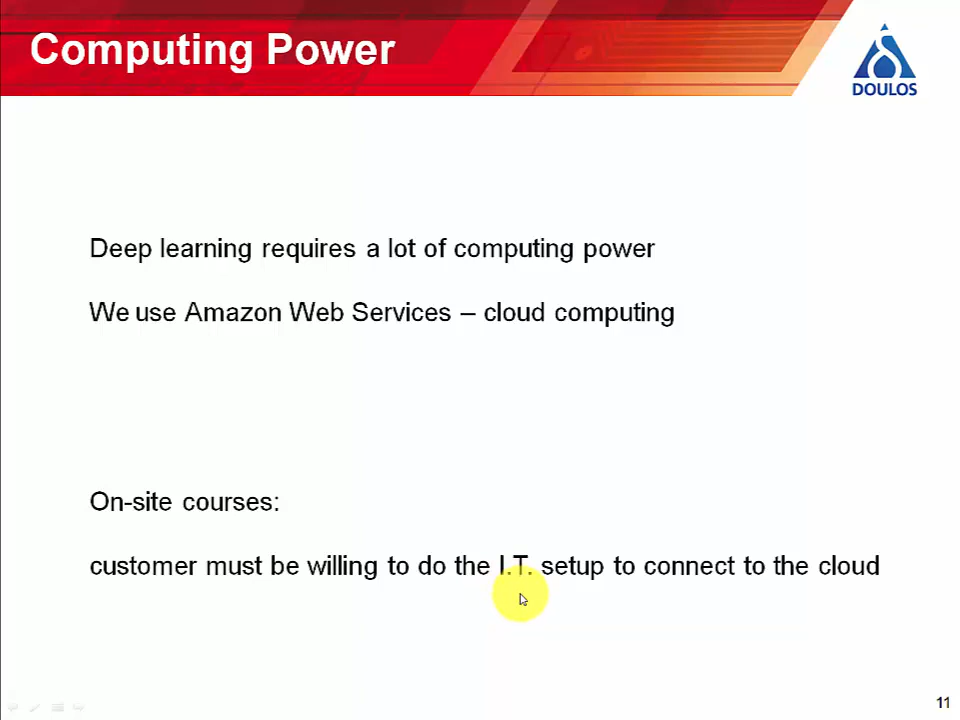 Computing Power
DOULOS
Deep learning requires a lot of computing power
We use Amazon Web Services – cloud computing
On-site courses:
customer must be willing to do the I.T. setup to connect to the cloud
11